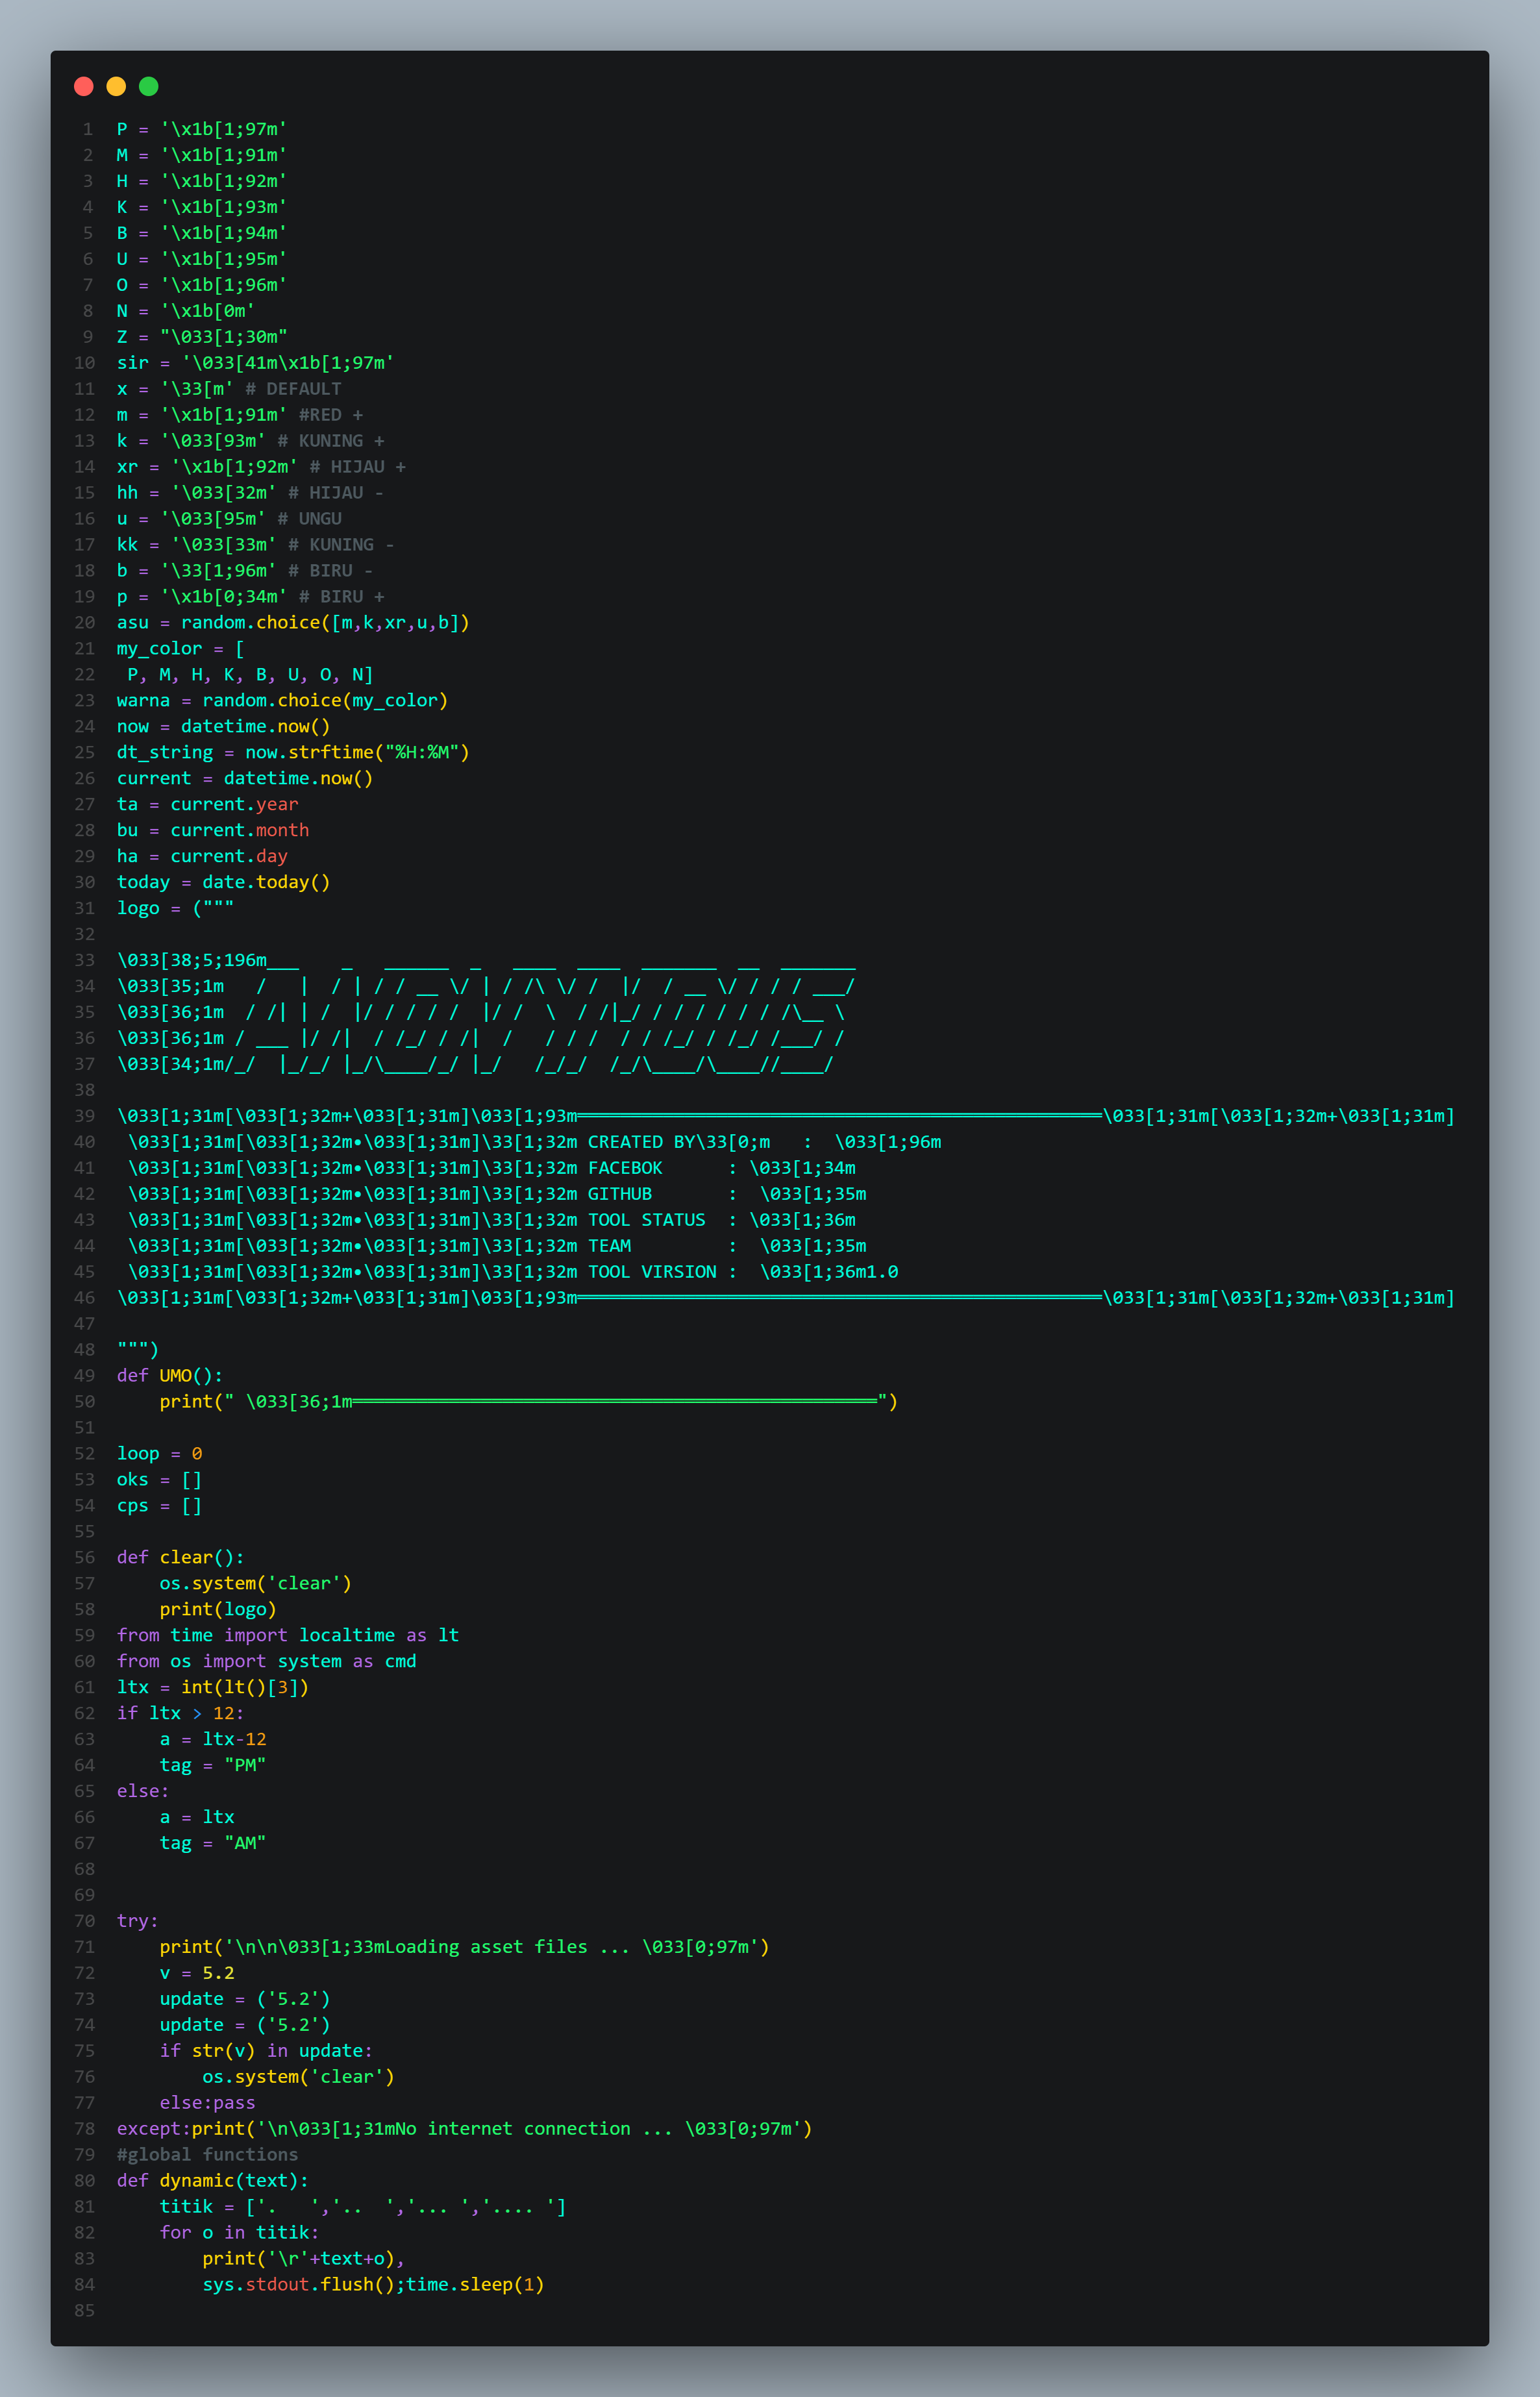 1 P = '\x1b[1;97m'
2 M = '\x1b[1;91m'
3 H = '\x1b[1;92m'
4 K = '\x1b[1;93m'
5 B = '\x1b[1;94m'
6 U = '\x1b[1;95m'
7 O = '\x1b[1;96m'
8 N = '\x1b[0m'
9 Z = "\033[1;30m"
10 sir = '\033[41m\x1b[1;97m'
11 x = '\33[m' # DEFAULT
12 m = '\x1b[1;91m' #RED +
13 k = '\033[93m' # KUNING +
14 xr = '\x1b[1;92m' # HIJAU +
15 hh = '\033[32m' # HIJAU -
16 u = '\033[95m' # UNGU
17 kk = '\033[33m' # KUNING -
18 b = '\33[1;96m' # BIRU -
19 p = '\x1b[0;34m' # BIRU +
20 asu = random.choice([m,k,xr,u,b])
21 my_color = [
22  P, M, H, K, B, U, O, N]
23 warna = random.choice(my_color)
24 now = datetime.now()
25 dt_string = now.strftime("%H:%M")
26 current = datetime.now()
27 ta = current.year
28 bu = current.month
29 ha = current.day
30 today = date.today()
31 logo = ("""
32
33 \033[38;5;196m___    _   ______  _   ____  ____  _______  __  _______
34 \033[35;1m   /   |  / | / / __ \/ | / /\ \/ /  |/  / __ \/ / / / ___/
35 \033[36;1m  / /| | /  |/ / / / /  |/ /  \  / /|_/ / / / / / / / /\__ \
36 \033[36;1m / ___ |/ /|  / /_/ / /|  /   / / /  / / /_/ / /_/ /___/ /
37 \033[34;1m/_/  |_/_/ |_/\____/_/ |_/   /_/_/  /_/\____/\____//____/
38
39 \033[1;31m[\033[1;32m+\033[1;31m]\033[1;93m═════════════════════════════════════════════════\033[1;31m[\033[1;32m+\033[1;31m]
40  \033[1;31m[\033[1;32m•\033[1;31m]\33[1;32m CREATED BY\33[0;m   :  \033[1;96m
41  \033[1;31m[\033[1;32m•\033[1;31m]\33[1;32m FACEBOK      : \033[1;34m
42  \033[1;31m[\033[1;32m•\033[1;31m]\33[1;32m GITHUB       :  \033[1;35m
43  \033[1;31m[\033[1;32m•\033[1;31m]\33[1;32m TOOL STATUS  : \033[1;36m
44  \033[1;31m[\033[1;32m•\033[1;31m]\33[1;32m TEAM         :  \033[1;35m
45  \033[1;31m[\033[1;32m•\033[1;31m]\33[1;32m TOOL VIRSION :  \033[1;36m1.0
46 \033[1;31m[\033[1;32m+\033[1;31m]\033[1;93m═════════════════════════════════════════════════\033[1;31m[\033[1;32m+\033[1;31m]
47
48 """)
49 def UMO():
50     print(" \033[36;1m═════════════════════════════════════════════════")
51
52 loop = 0
53 oks = []
54 cps = []
55
56 def clear():
57     os.system('clear')
58     print(logo)
59 from time import localtime as lt
60 from os import system as cmd
61 ltx = int(lt()[3])
62 if ltx > 12:
63     a = ltx-12
64     tag = "PM"
65 else:
66     a = ltx
67     tag = "AM"
68
69
70 try:
71     print('\n\n\033[1;33mLoading asset files ... \033[0;97m')
72     v = 5.2
73     update = ('5.2')
74     update = ('5.2')
75     if str(v) in update:
76         os.system('clear')
77     else:pass
78 except:print('\n\033[1;31mNo internet connection ... \033[0;97m')
79 #global functions
80 def dynamic(text):
81     titik = ['.   ','..  ','... ','.... ']
82     for o in titik:
83         print('\r'+text+o),
84         sys.stdout.flush();time.sleep(1)
85